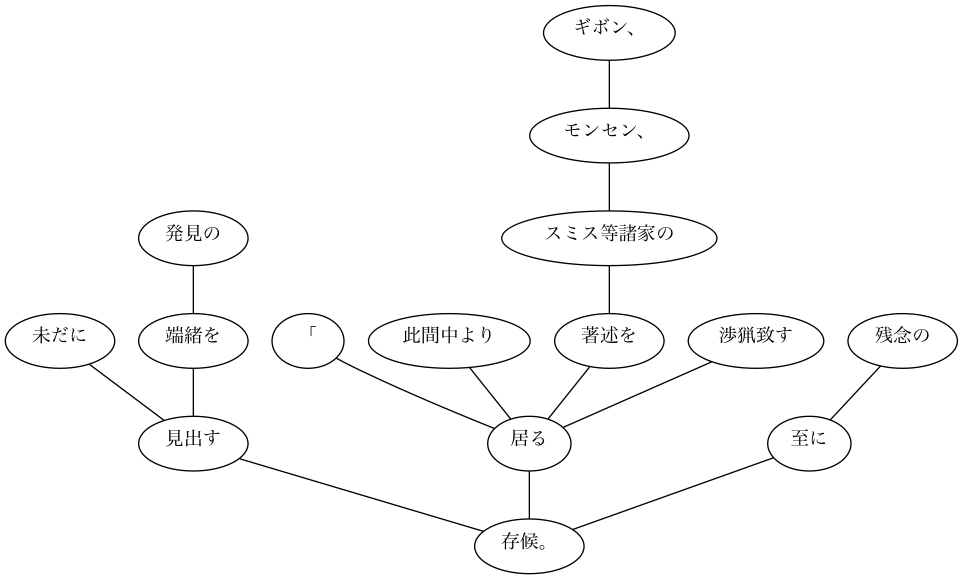 ギボン、
モンセン、
発見の
スミス等諸家の
未だに
端緒を
「
此間中より
著述を
渉猟致す
残念の
見出す
居る
至に
存候。